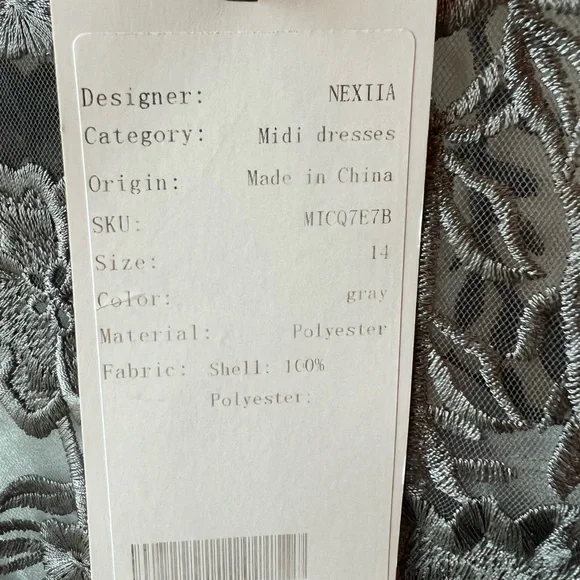 Designer: NEXIIA
Category: Midi dresses
Origin: Made in China
SKU: MTCQ7E7B
Size: 14
Color: gray
Material: Polyester
Fabric: Shell: 100%
Polyester;